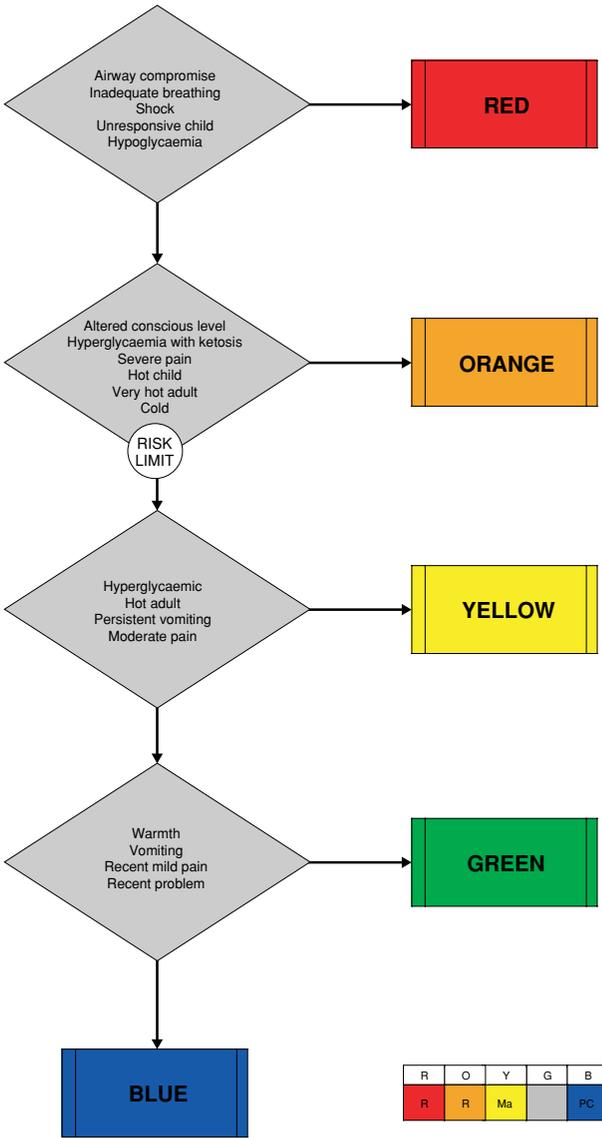 Airway compromise
Inadequate breathing
Shock
Unresponsive child
Hypoglycaemia
RED
Altered conscious level
Hyperglycaemia with ketosis
Severe pain
Hot child
Very hot adult
Cold
ORANGE
RISK
LIMIT
Hyperglycaemic
Hot adult
Persistent vomiting
Moderate pain
YELLOW
Warmth
Vomiting
Recent mild pain
Recent problem
GREEN
BLUE
R O Y G B
R R Ma PC